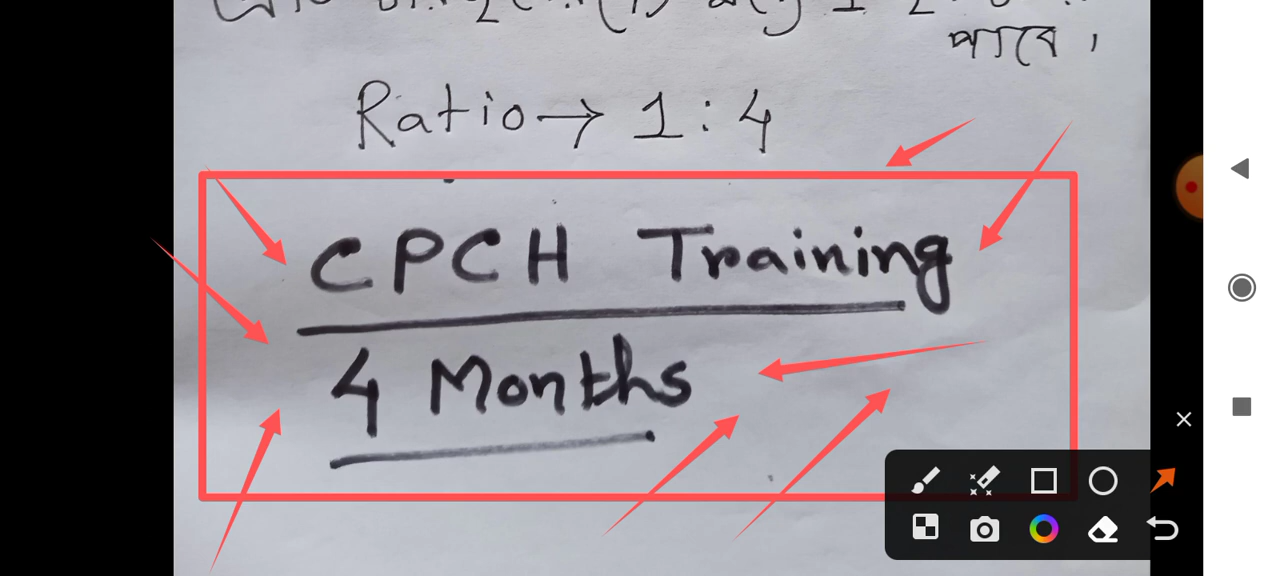 পাবে।
Ratio → 1:4
CPCH Training
4 Months